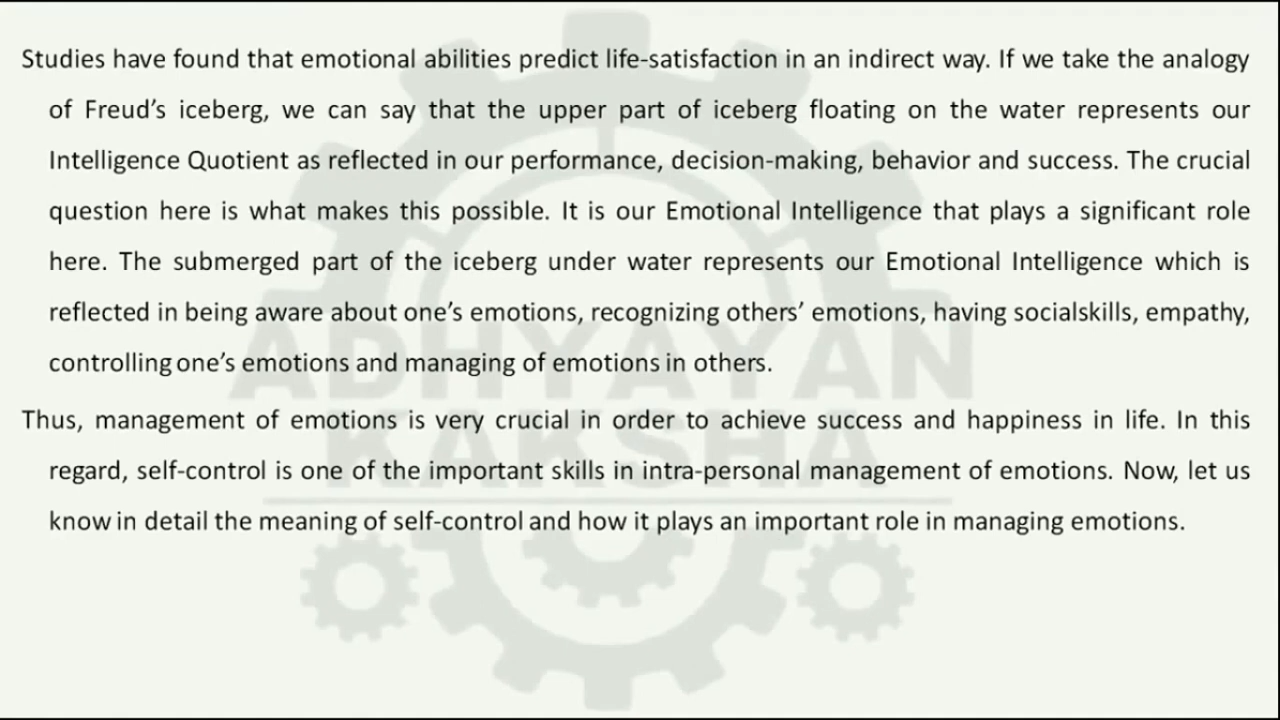 Studies have found that emotional abilities predict life-satisfaction in an indirect way. If we take the analogy
of Freud’s iceberg, we can say that the upper part of iceberg floating on the water represents our
Intelligence Quotient as reflected in our performance, decision-making, behavior and success. The crucial
question here is what makes this possible. It is our Emotional Intelligence that plays a significant role
here. The submerged part of the iceberg under water represents our Emotional Intelligence which is
reflected in being aware about one’s emotions, recognizing others’ emotions, having socialskills, empathy,
controlling one’s emotions and managing of emotions in others.
Thus, management of emotions is very crucial in order to achieve success and happiness in life. In this
regard, self-control is one of the important skills in intra-personal management of emotions. Now, let us
know in detail the meaning of self-control and how it plays an important role in managing emotions.
ADHYAYAN
KAKSHA